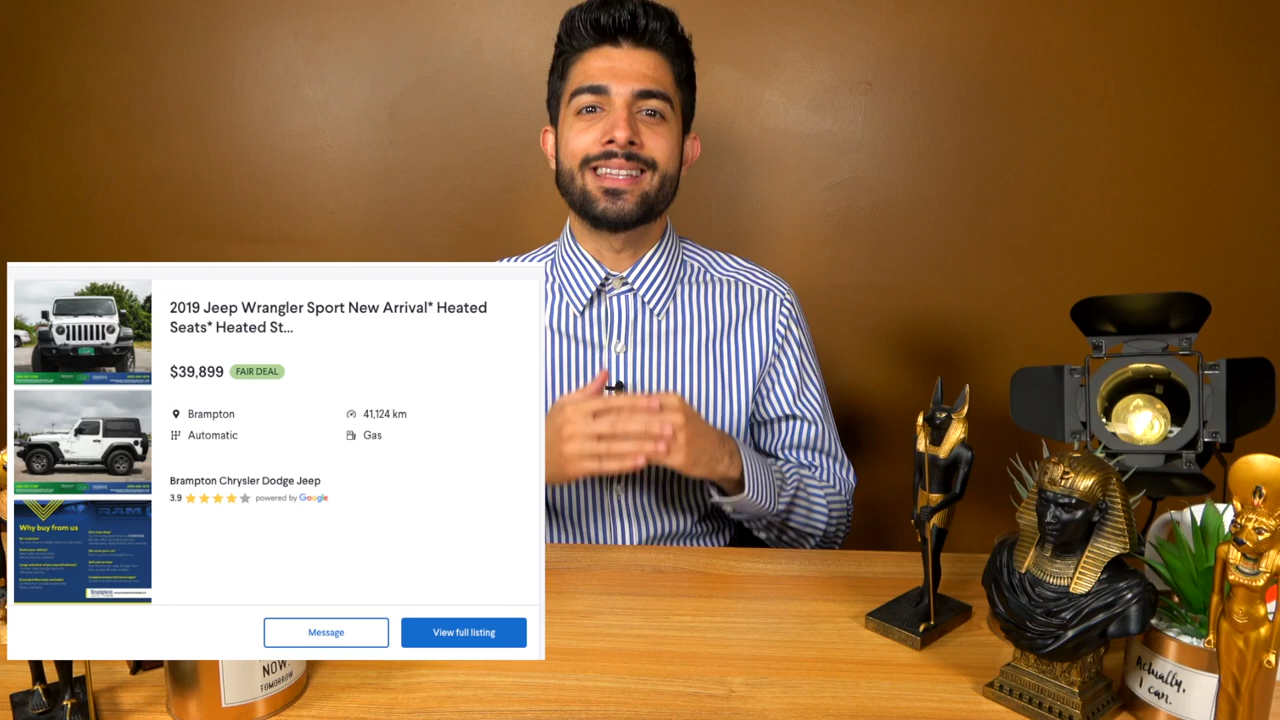 2019 Jeep Wrangler Sport New Arrival* Heated
Seats* Heated St...
$39,899 FAIR DEAL
Brampton 41,124 km
Automatic Gas
Brampton Chrysler Dodge Jeep
3.9 powered by Google
RAM
Why buy from us
Message View full listing
NOW.
TOMORROW
Actually,
I can.